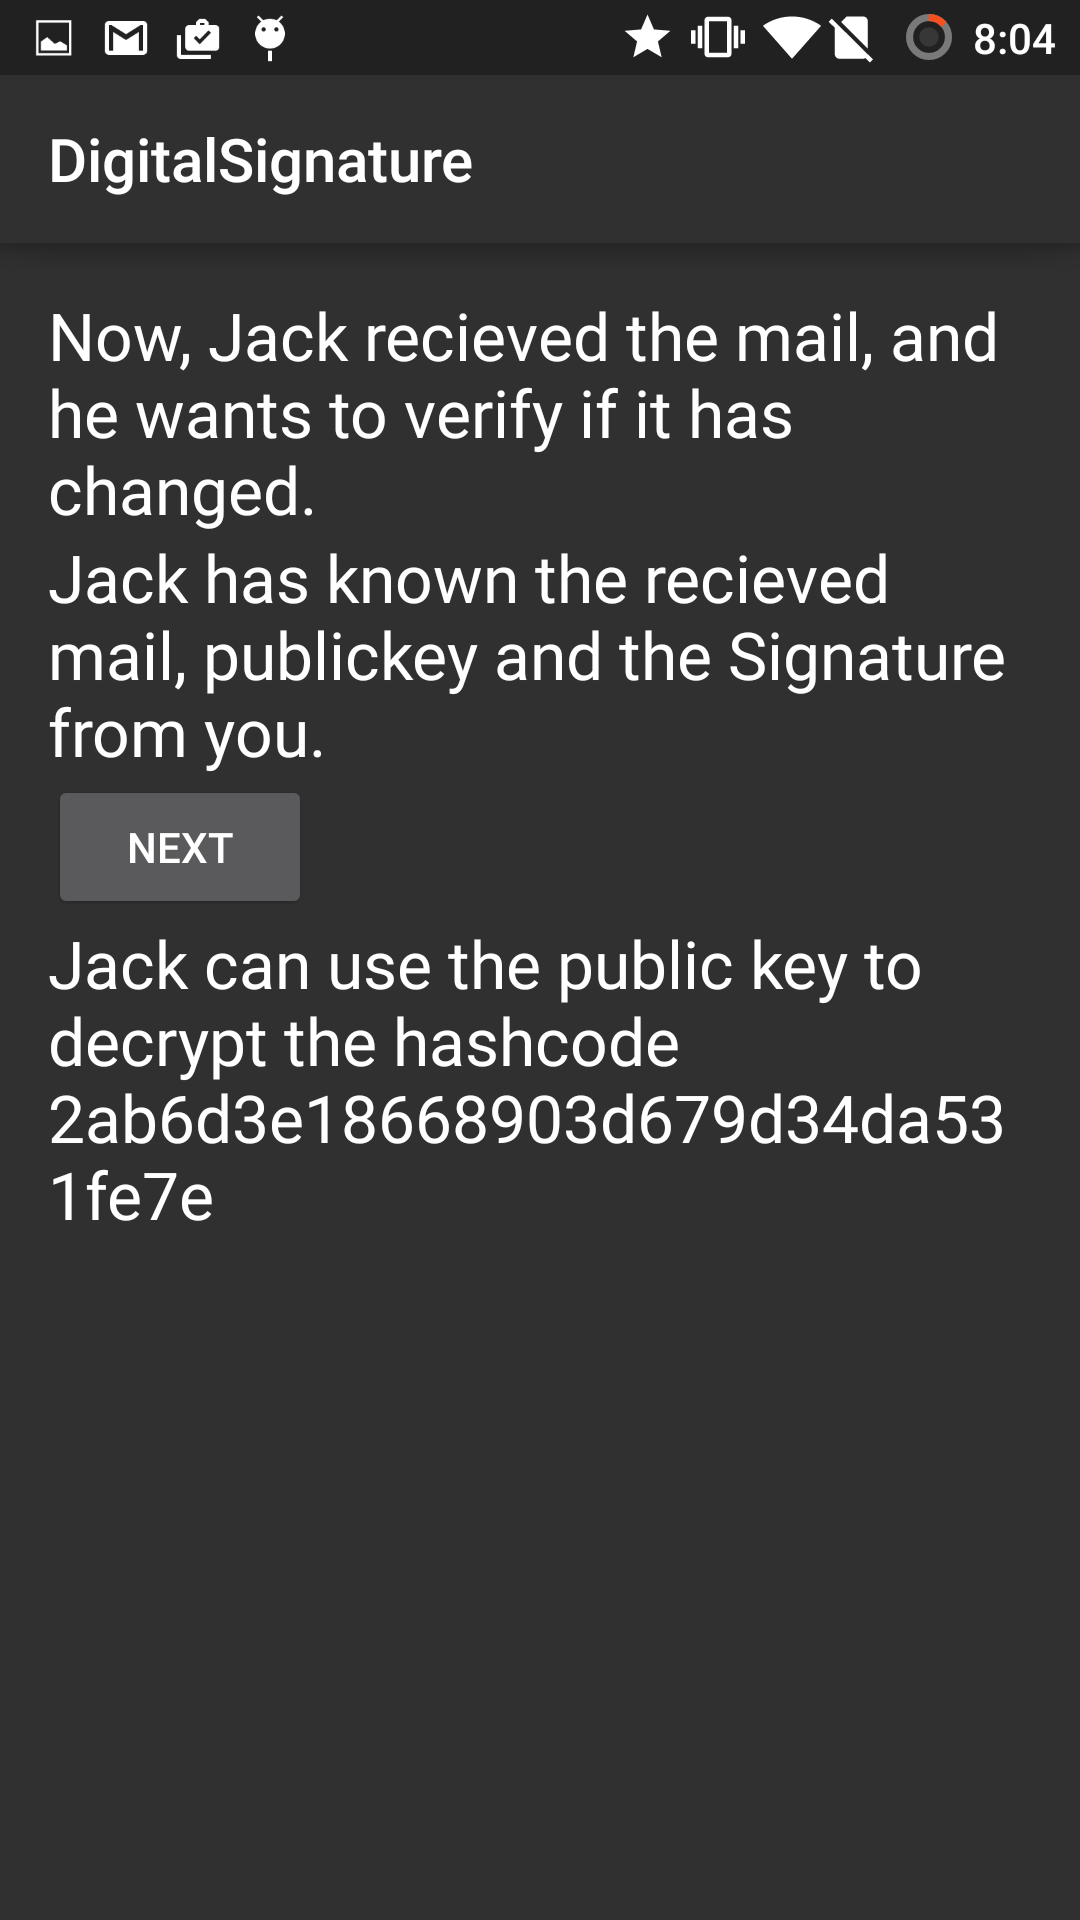 8:04
DigitalSignature
Now, Jack recieved the mail, and
he wants to verify if it has
changed.
Jack has known the recieved
mail, publickey and the Signature
from you.
NEXT
Jack can use the public key to
decrypt the hashcode
2ab6d3e18668903d679d34da53
1fe7e